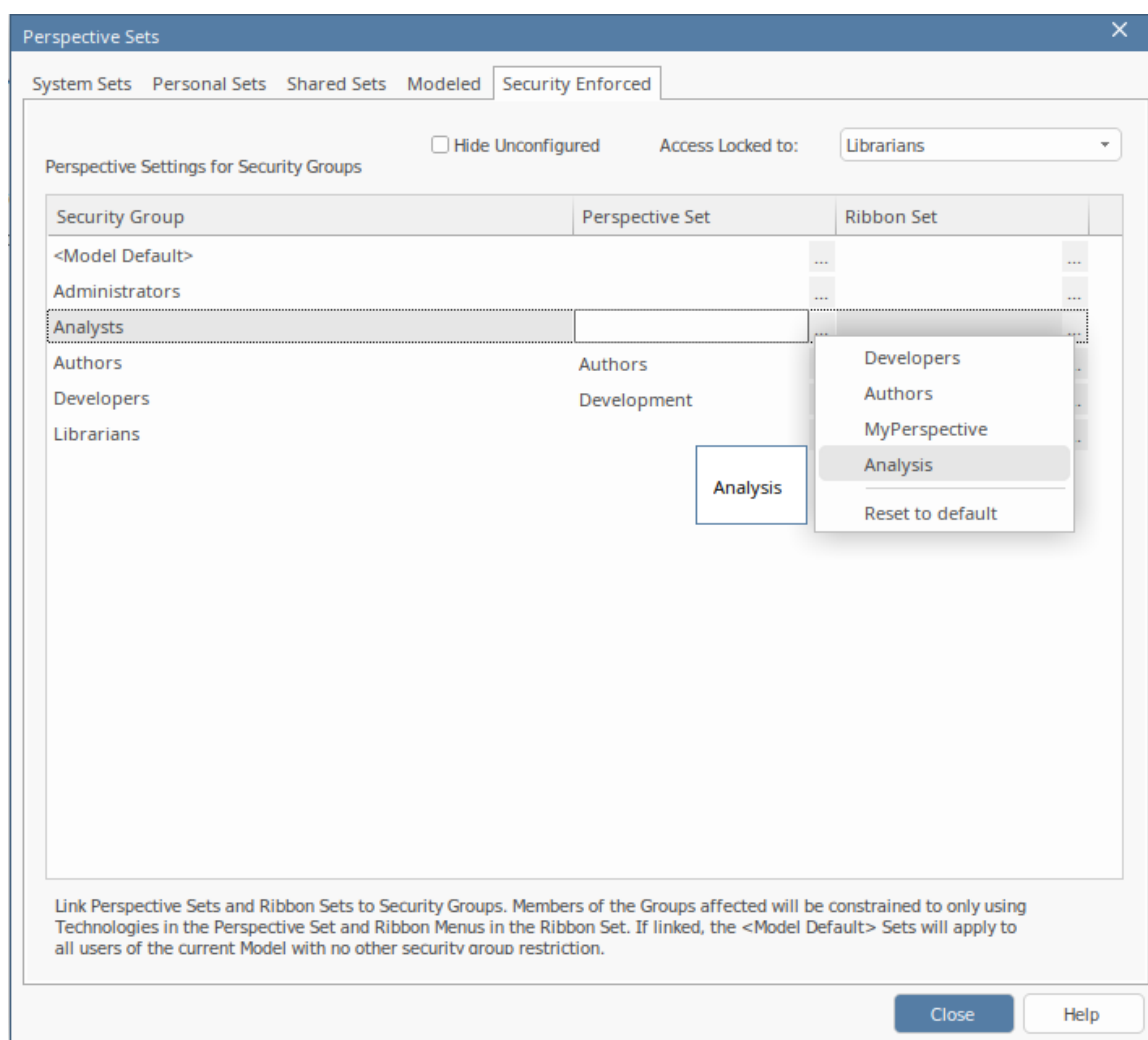 Perspective Sets
System Sets Personal Sets Shared Sets Modeled Security Enforced
Hide Unconfigured Access Locked to: Librarians
Perspective Settings for Security Groups
Security Group Perspective Set Ribbon Set
<Model Default> ... ...
Administrators ... ...
Analysts ... ...
Developers
Authors Authors
Authors
Developers Development
MyPerspective
Librarians
Analysis
Analysis
Reset to default
Link Perspective Sets and Ribbon Sets to Security Groups. Members of the Groups affected will be constrained to only using
Technologies in the Perspective Set and Ribbon Menus in the Ribbon Set. If linked, the <Model Default> Sets will apply to
all users of the current Model with no other security group restriction.
Close Help